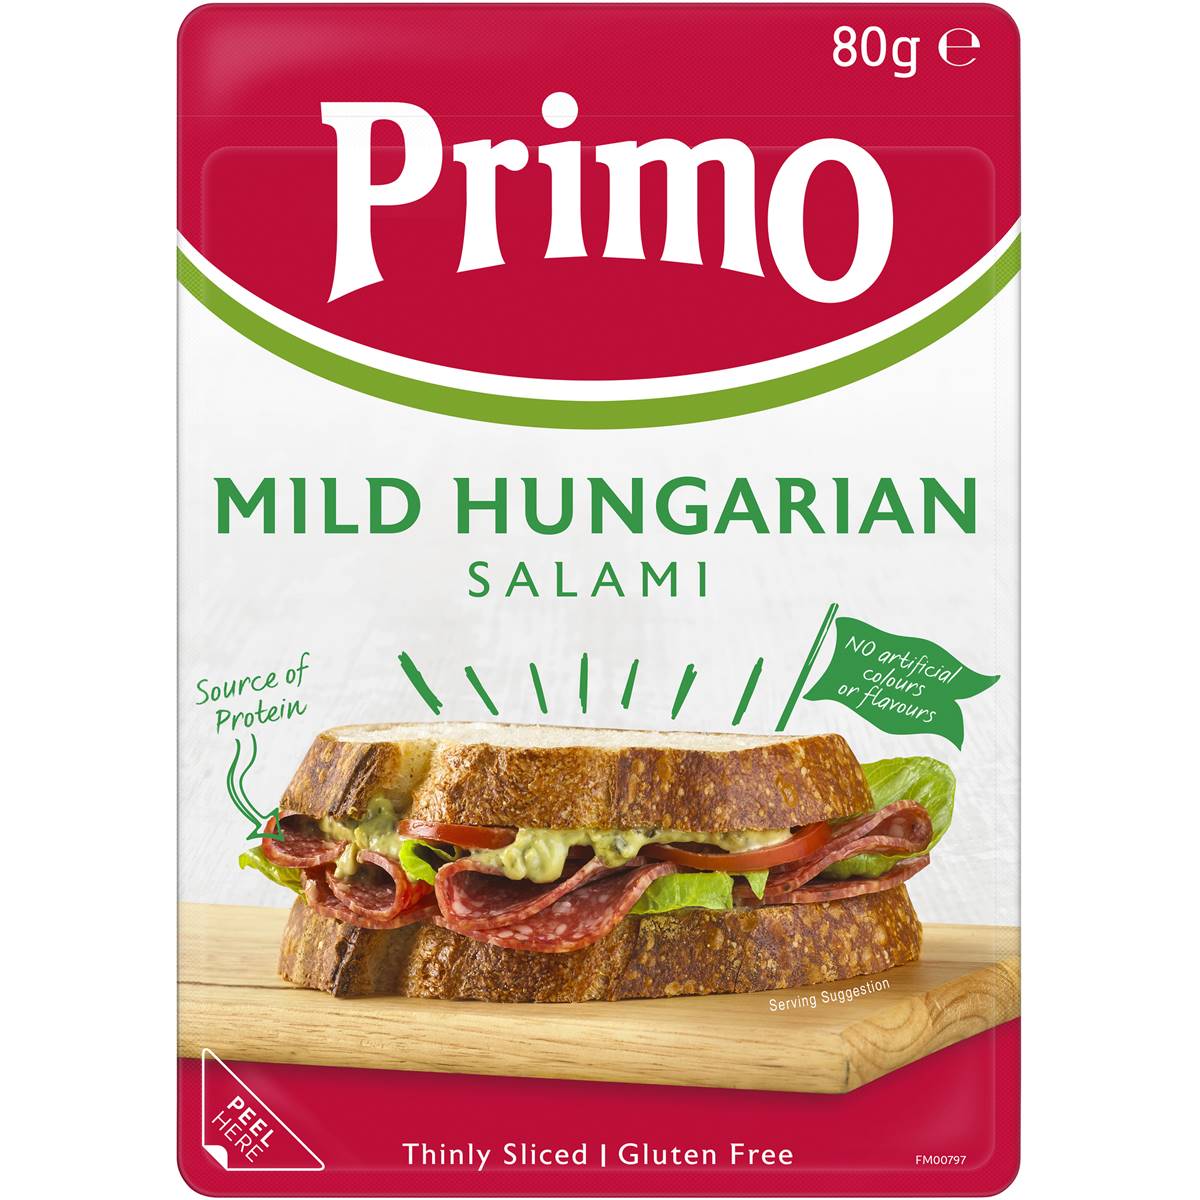 80g ℮
Primo
MILD HUNGARIAN
SALAMI
Source of
Protein
NO artificial
colours
or flavours
Serving Suggestion
PEEL
HERE
Thinly Sliced | Gluten Free
FM00797